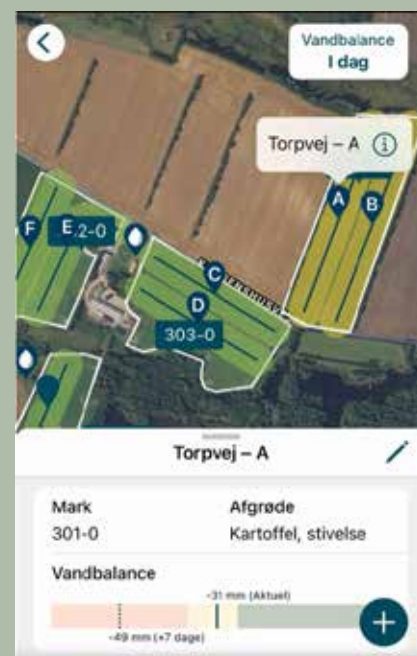 Vandbalance
I dag
Torpvej – A
A
B
F
E
.2-0
C
D
303-0
Torpvej – A
Mark
Afgrøde
301-0
Kartoffel, stivelse
Vandbalance
-31 mm (Aktuel)
-49 mm (+7 dage)